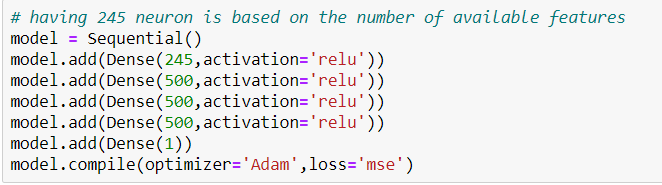 # having 245 neuron is based on the number of available features
model = Sequential()
model.add(Dense(245,activation='relu'))
model.add(Dense(500,activation='relu'))
model.add(Dense(500,activation='relu'))
model.add(Dense(500,activation='relu'))
model.add(Dense(1))
model.compile(optimizer='Adam',loss='mse')